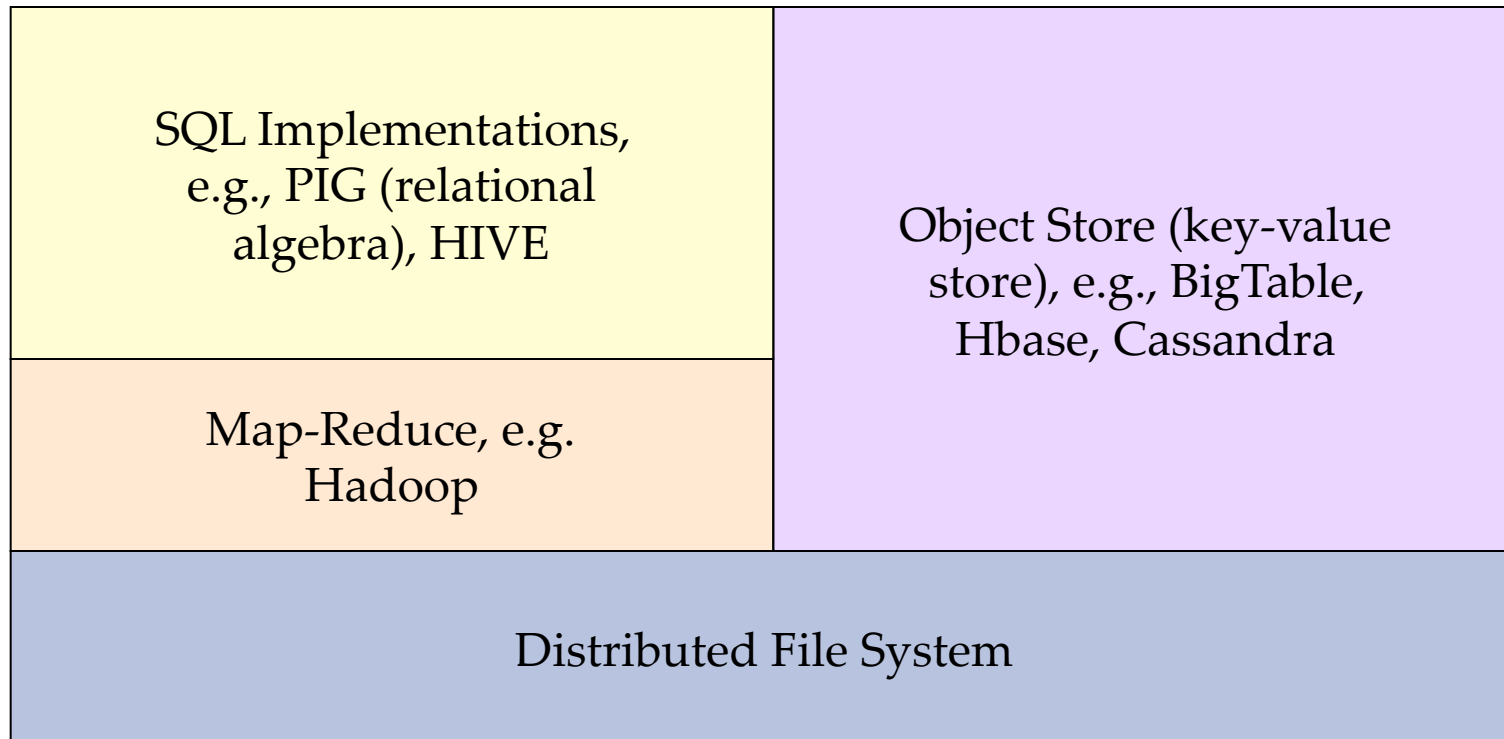 SQL Implementations,
e.g., PIG (relational
algebra), HIVE
Object Store (key-value
store), e.g., BigTable,
Hbase, Cassandra
Map-Reduce, e.g.
Hadoop
Distributed File System